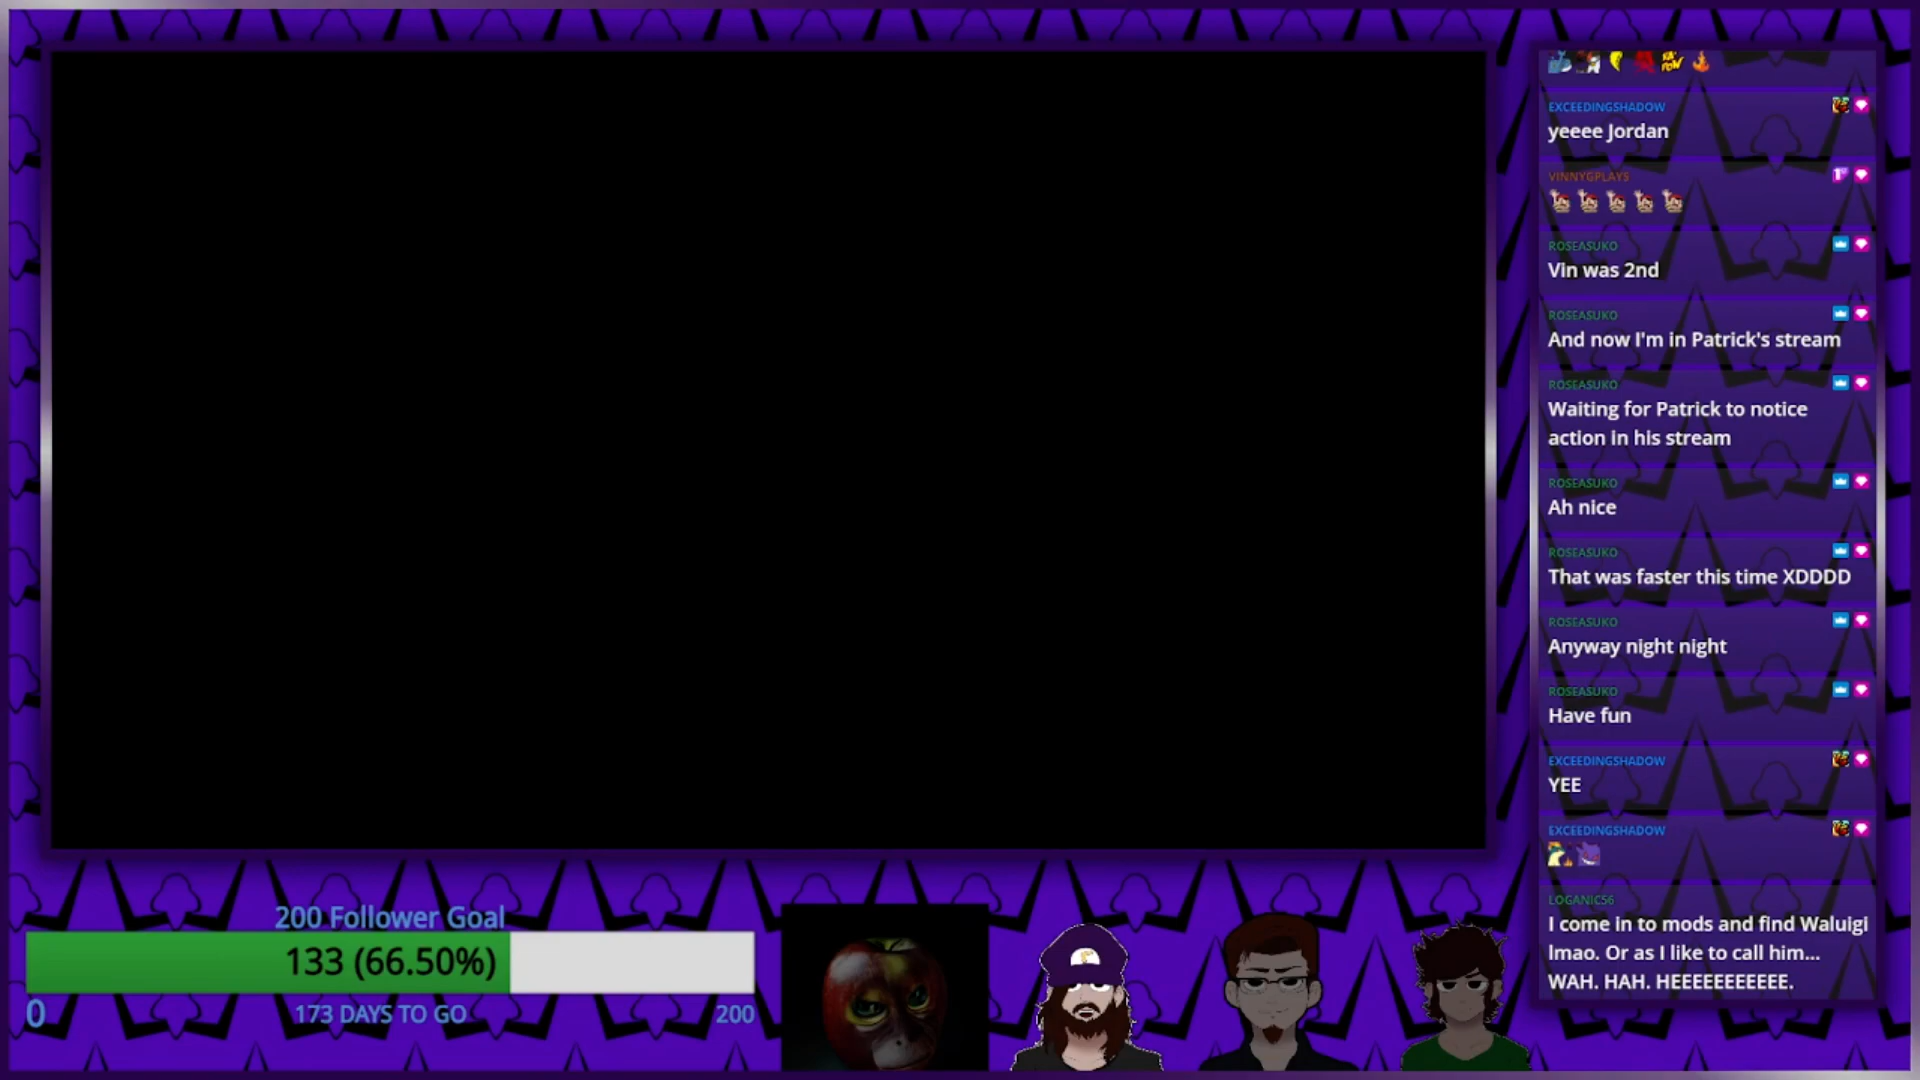 EXCEEDINGSHADOW
yeeee Jordan
VINNYGPLAYS
ROSEASUKO
Vin was 2nd
ROSEASUKO
And now I'm in Patrick's stream
ROSEASUKO
Waiting for Patrick to notice
action in his stream
ROSEASUKO
Ah nice
ROSEASUKO
That was faster this time XDDDD
ROSEASUKO
Anyway night night
ROSEASUKO
Have fun
EXCEEDINGSHADOW
YEE
EXCEEDINGSHADOW
LOGANIC56
I come in to mods and find Waluigi
lmao. Or as I like to call him...
WAH. HAH. HEEEEEEEEEEE.
200 Follower Goal
133 (66.50%)
0 173 DAYS TO GO 200